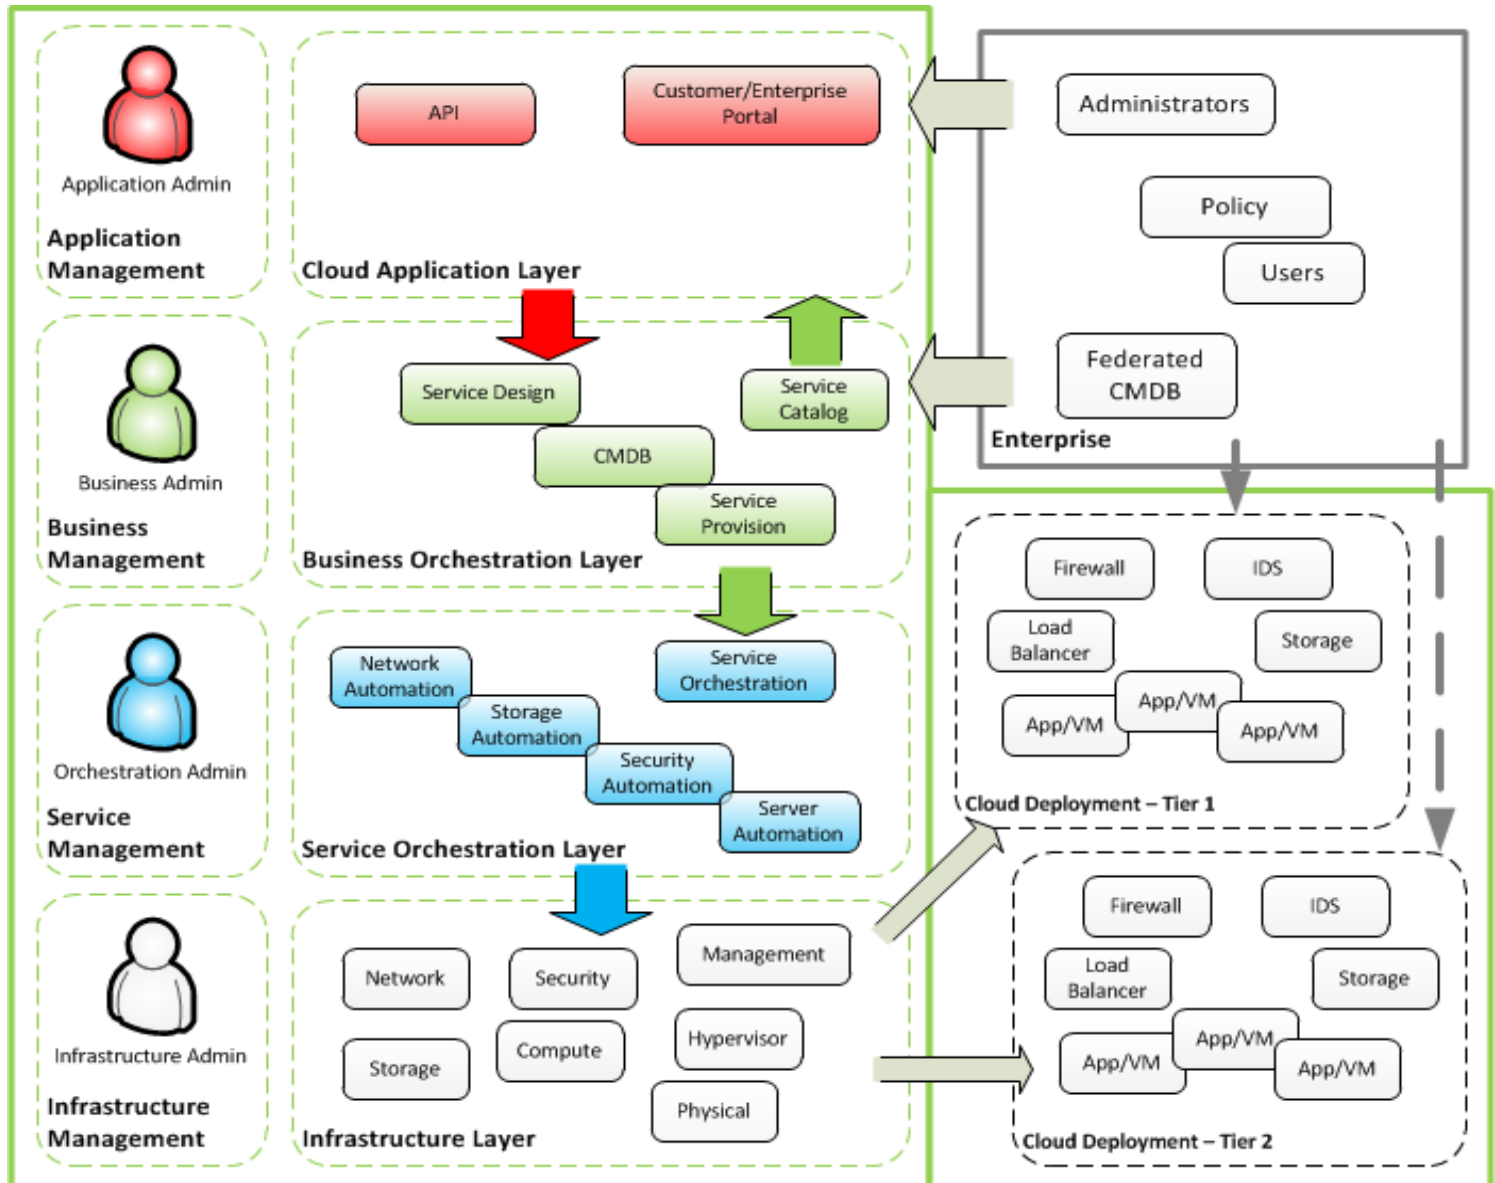 Application Admin
Application
Management
API
Customer/Enterprise
Portal
Cloud Application Layer
Administrators
Policy
Users
Federated
CMDB
Enterprise
Business Admin
Business
Management
Service Design
CMDB
Service
Provision
Service
Catalog
Business Orchestration Layer
Orchestration Admin
Service
Management
Network
Automation
Storage
Automation
Security
Automation
Server
Automation
Service
Orchestration
Service Orchestration Layer
Firewall
IDS
Load
Balancer
Storage
App/VM
App/VM
App/VM
Cloud Deployment – Tier 1
Infrastructure Admin
Infrastructure
Management
Network
Security
Management
Storage
Compute
Hypervisor
Physical
Infrastructure Layer
Firewall
IDS
Load
Balancer
Storage
App/VM
App/VM
App/VM
Cloud Deployment – Tier 2